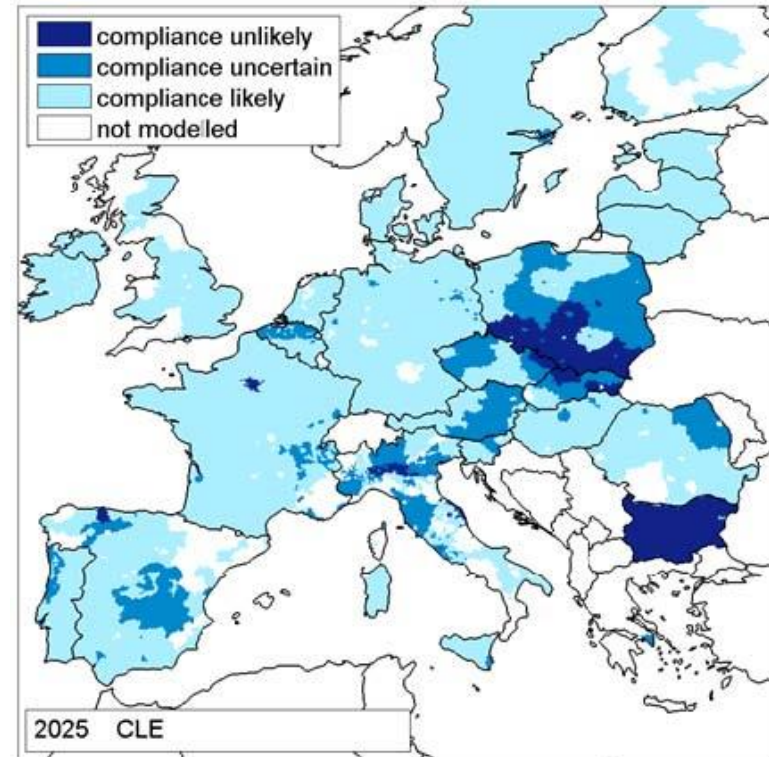 compliance unlikely
compliance uncertain
compliance likely
not modelled
2025 CLE